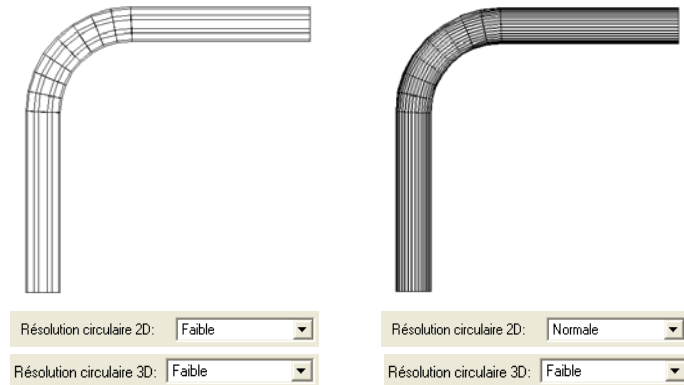 Résolution circulaire 2D: Faible
Résolution circulaire 3D: Faible
Résolution circulaire 2D: Normale
Résolution circulaire 3D: Faible